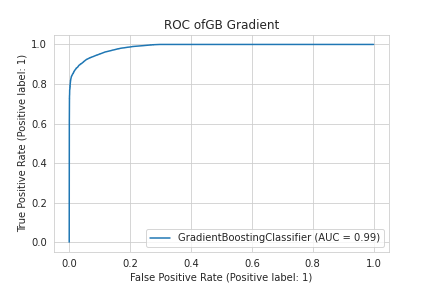 ROC ofGB Gradient
1.0
0.8
0.6
0.4
0.2
0.0
True Positive Rate (Positive label: 1)
GradientBoostingClassifier (AUC = 0.99)
0.0 0.2 0.4 0.6 0.8 1.0
False Positive Rate (Positive label: 1)